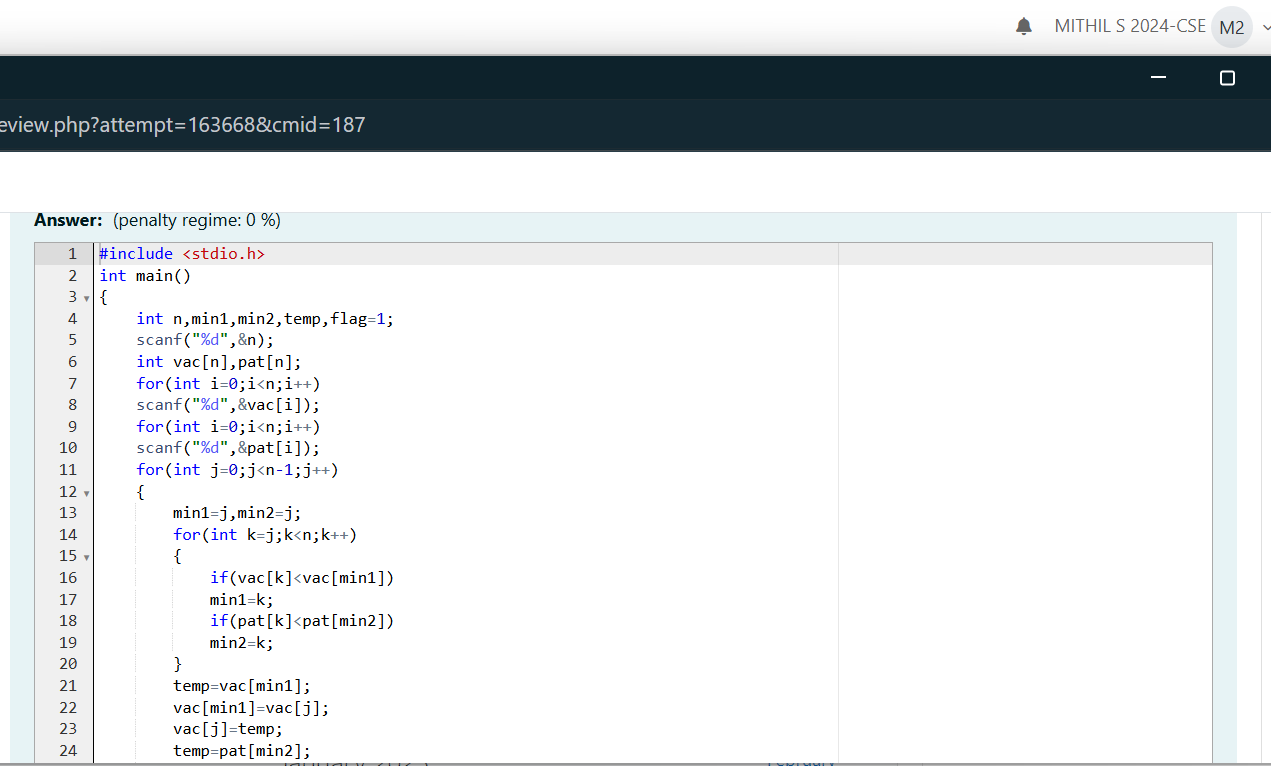 MITHIL S 2024-CSE M2
eview.php?attempt=163668&cmid=187
Answer: (penalty regime: 0 %)
1 #include <stdio.h>
2 int main()
3 {
4 int n,min1,min2,temp,flag=1;
5 scanf("%d",&n);
6 int vac[n],pat[n];
7 for(int i=0;i<n;i++)
8 scanf("%d",&vac[i]);
9 for(int i=0;i<n;i++)
10 scanf("%d",&pat[i]);
11 for(int j=0;j<n-1;j++)
12 {
13 min1=j,min2=j;
14 for(int k=j;k<n;k++)
15 {
16 if(vac[k]<vac[min1])
17 min1=k;
18 if(pat[k]<pat[min2])
19 min2=k;
20 }
21 temp=vac[min1];
22 vac[min1]=vac[j];
23 vac[j]=temp;
24 temp=pat[min2];